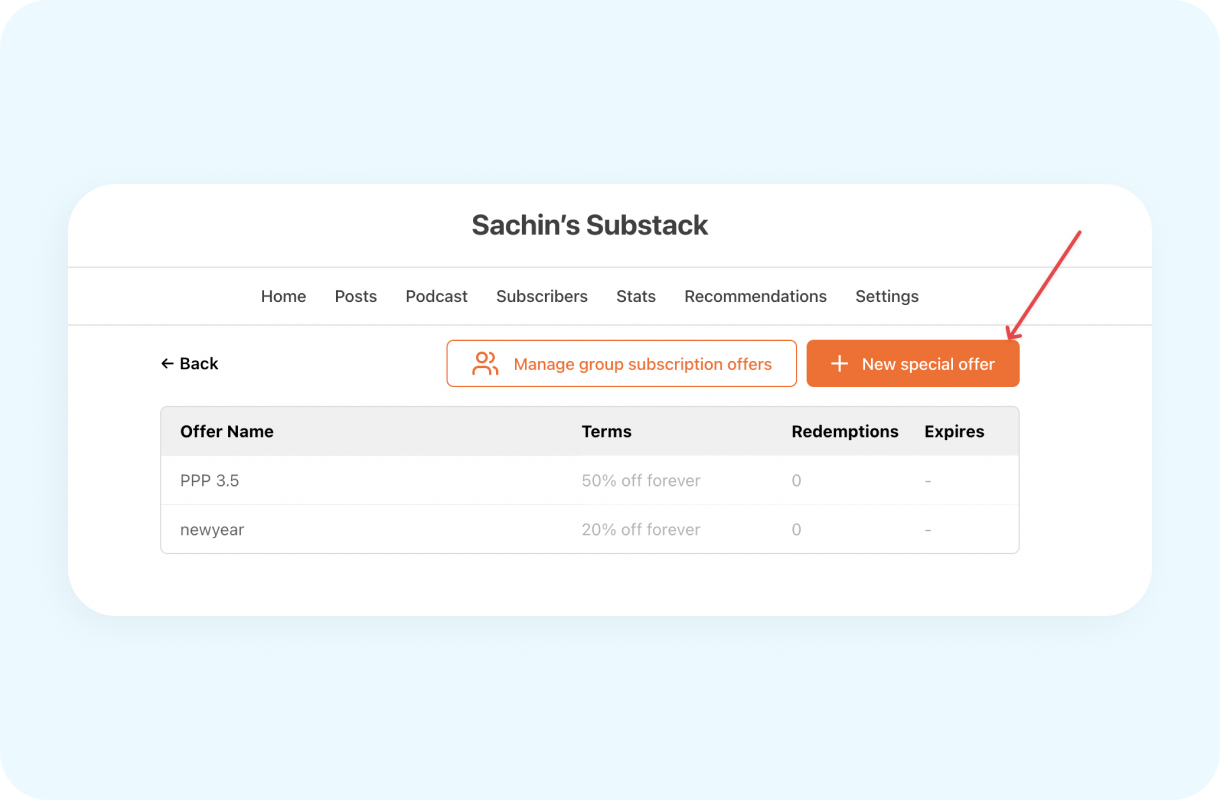 Sachin’s Substack
Home Posts Podcast Subscribers Stats Recommendations Settings
← Back Manage group subscription offers + New special offer
Offer Name Terms Redemptions Expires
PPP 3.5 50% off forever 0 -
newyear 20% off forever 0 -